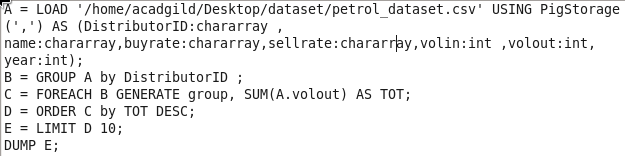 A = LOAD '/home/acadgild/Desktop/dataset/petrol_dataset.csv' USING PigStorage
(',') AS (DistributorID:chararray ,
name:chararray,buyrate:chararray,sellrate:chararray,volin:int ,volout:int,
year:int);
B = GROUP A by DistributorID ;
C = FOREACH B GENERATE group, SUM(A.volout) AS TOT;
D = ORDER C by TOT DESC;
E = LIMIT D 10;
DUMP E;